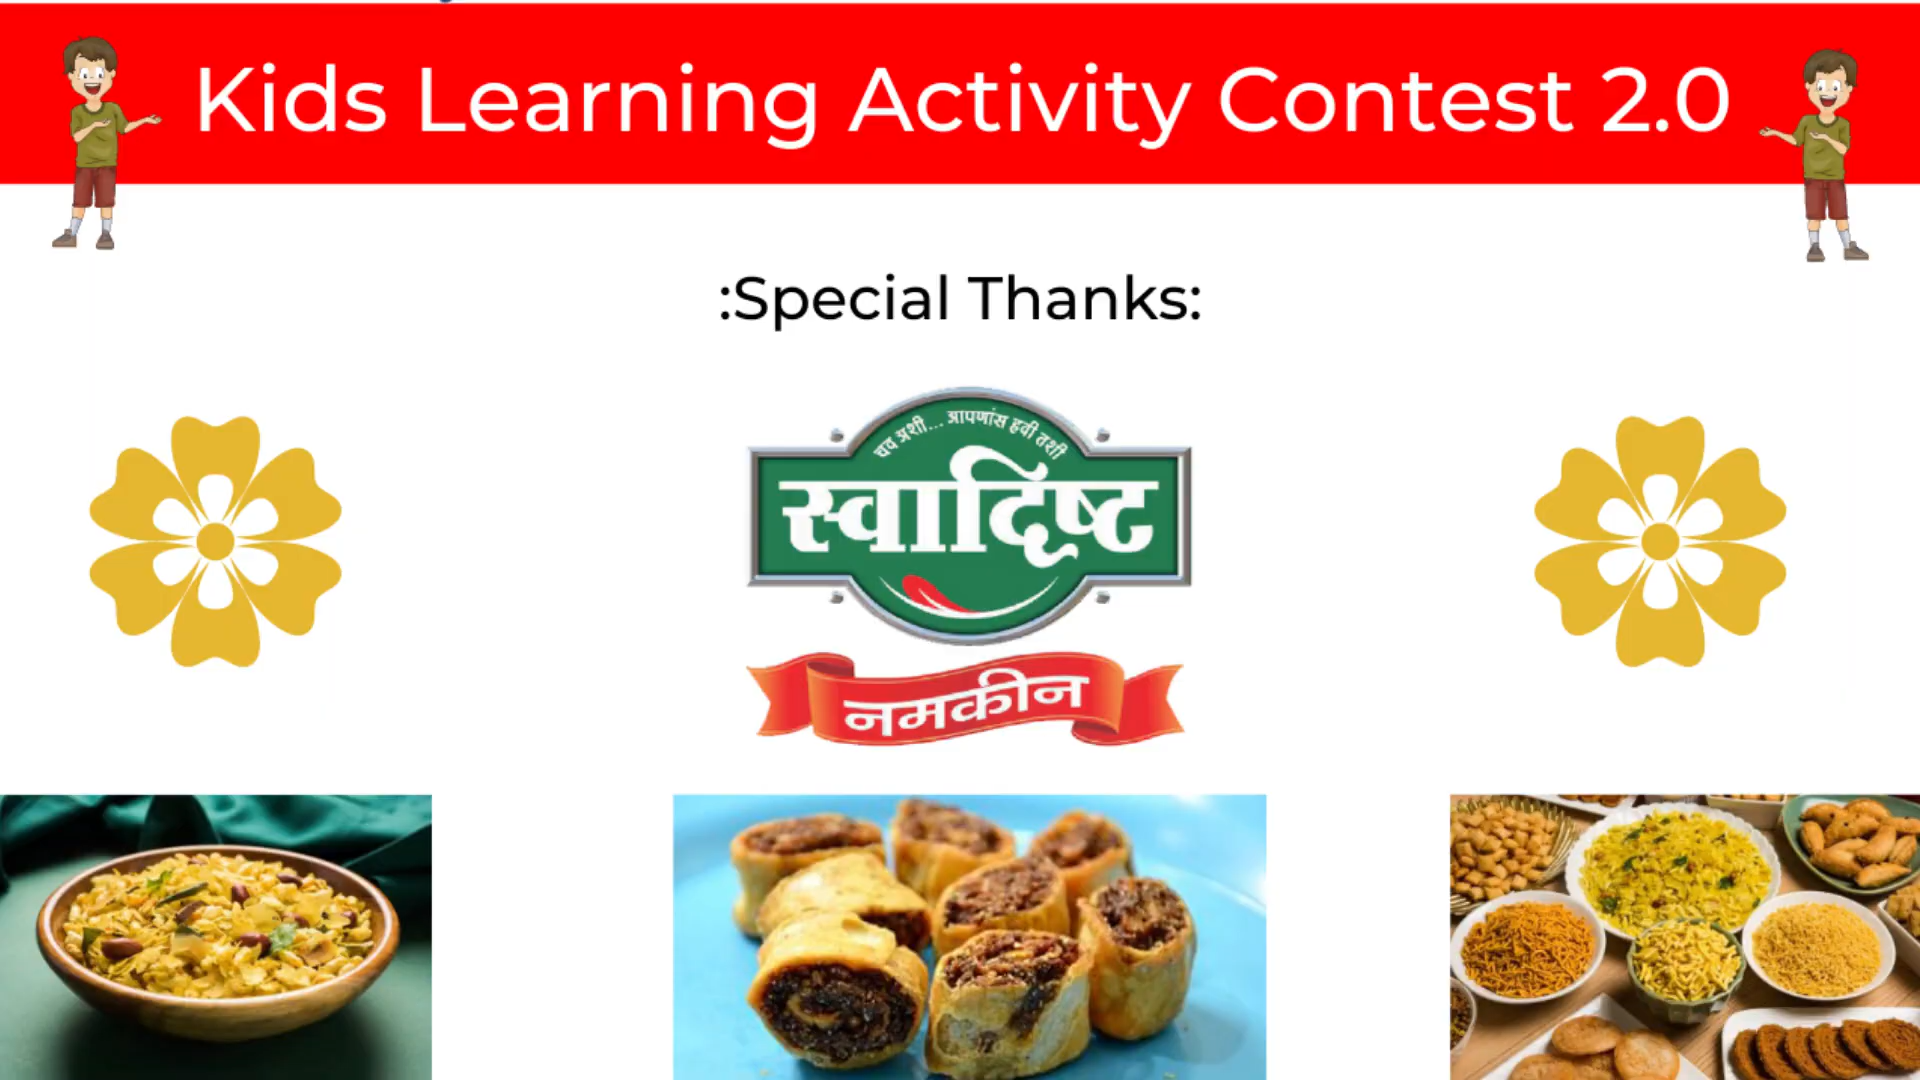 Kids Learning Activity Contest 2.0
:Special Thanks:
चव अशी... आपणांस हवी तशी
स्वादिष्ट
नमकीन